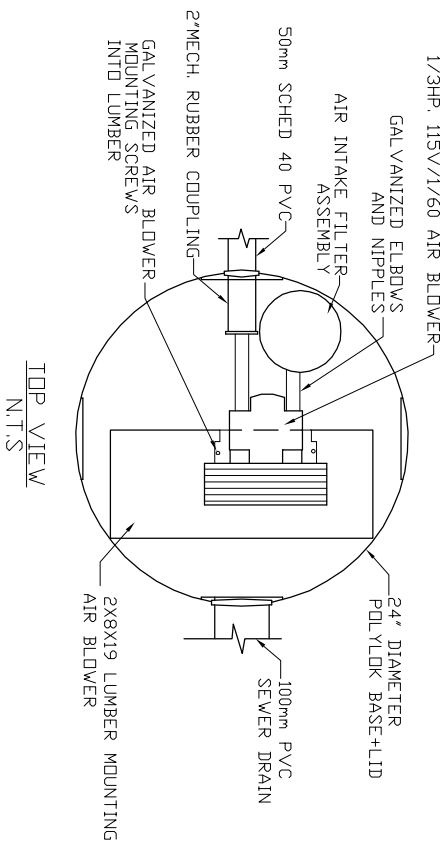 1/3HP, 115V/1/60 AIR BLOWER
GALVANIZED ELBOWS
AND NIPPLES
AIR INTAKE FILTER
ASSEMBLY
50mm SCHED 40 PVC
2"MECH. RUBBER COUPLING
GALVANIZED AIR BLOWER
MOUNTING SCREWS
INTO LUMBER
24" DIAMETER
POLYLOK BASE+LID
100mm PVC
SEWER DRAIN
2X8X19 LUMBER MOUNTING
AIR BLOWER
TOP VIEW
N.T.S